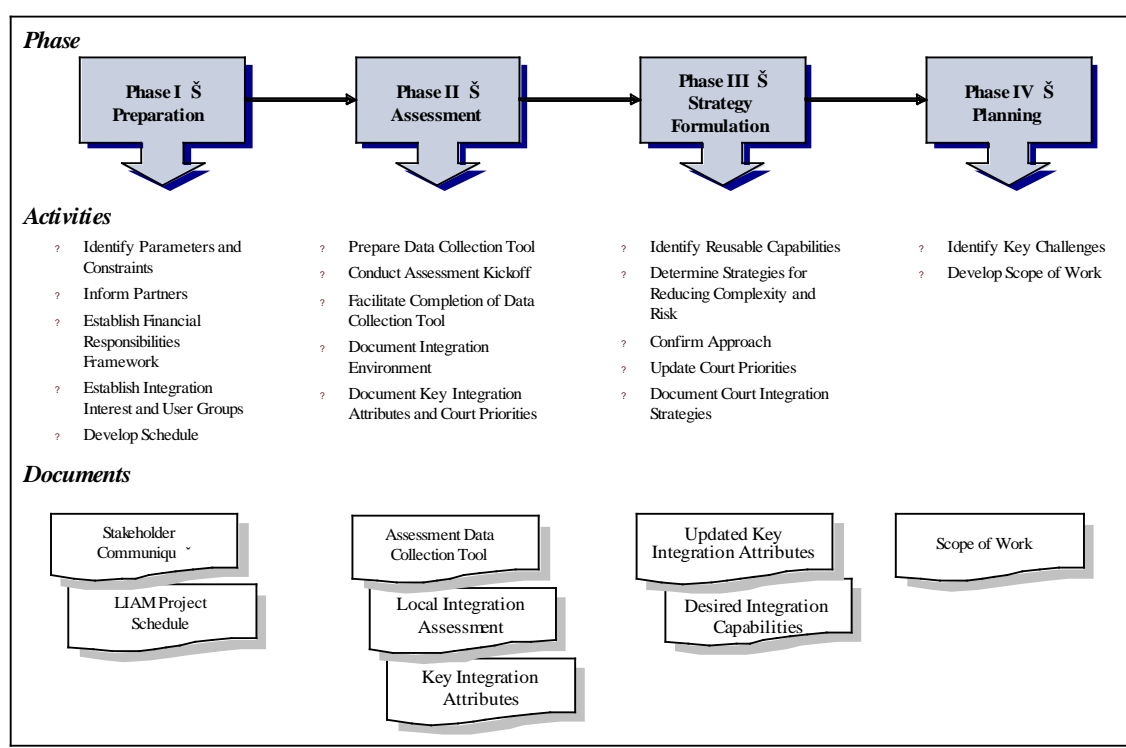 Phase
Phase I Š
Preparation
Phase II Š
Assessment
Phase III Š
Strategy
Formulation
Phase IV Š
Planning
Activities
? Identify Parameters and
Constraints
? Inform Partners
? Establish Financial
Responsibilities
Framework
? Establish Integration
Interest and User Groups
? Develop Schedule
? Prepare Data Collection Tool
? Conduct Assessment Kickoff
? Facilitate Completion of Data
Collection Tool
? Document Integration
Environment
? Document Key Integration
Attributes and Court Priorities
? Identify Reusable Capabilities
? Determine Strategies for
Reducing Complexity and
Risk
? Confirm Approach
? Update Court Priorities
? Document Court Integration
Strategies
? Identify Key Challenges
? Develop Scope of Work
Documents
Stakeholder
Communiqu ˇ
LIAM Project
Schedule
Assessment Data
Collection Tool
Local Integration
Assessment
Key Integration
Attributes
Updated Key
Integration Attributes
Desired Integration
Capabilities
Scope of Work